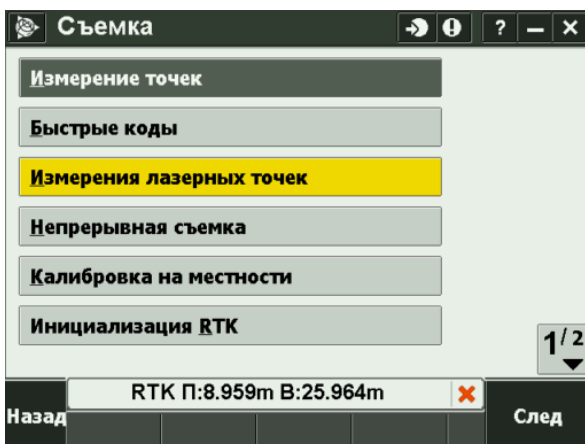 Съемка
?
Измерение точек
Быстрые коды
Измерения лазерных точек
Непрерывная съемка
Калибровка на местности
Инициализация RTK
1/2
RTK П:8.959m В:25.964m
Назад
След